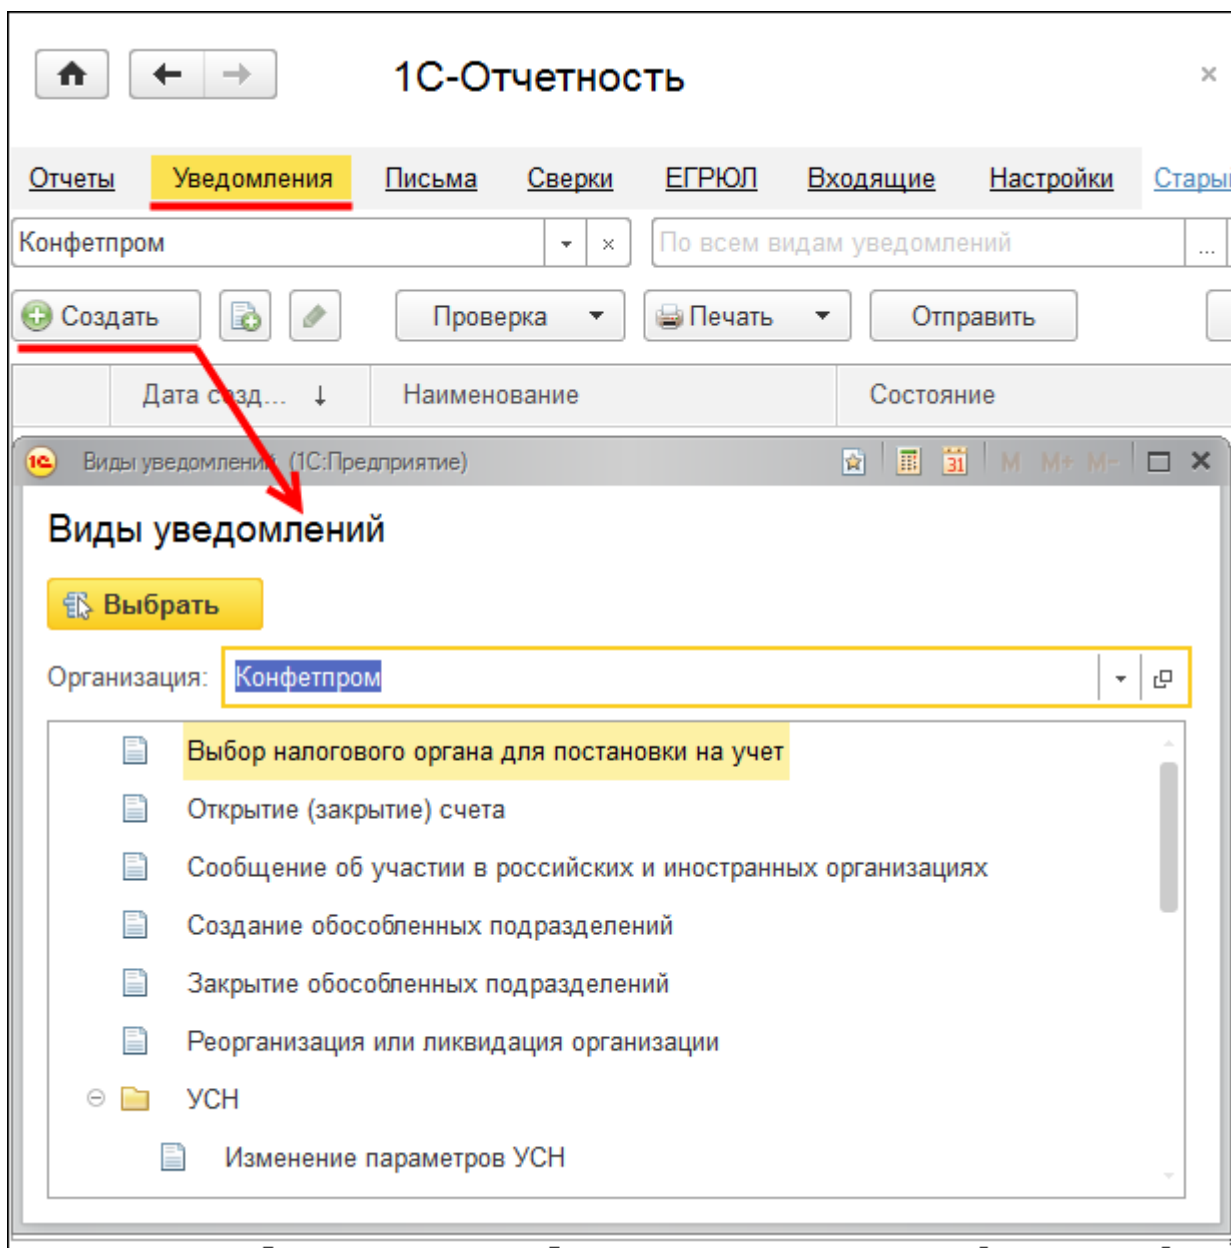 1С-Отчетность
Отчеты Уведомления Письма Сверки ЕГРЮЛ Входящие Настройки
Конфетпром По всем видам уведомлений ...
Создать Проверка Печать Отправить
Дата созд... ↓ Наименование Состояние
1С Виды уведомлений (1С:Предприятие) 31 M M+ M-
Виды уведомлений
Выбрать
Организация: Конфетпром
Выбор налогового органа для постановки на учет
Открытие (закрытие) счета
Сообщение об участии в российских и иностранных организациях
Создание обособленных подразделений
Закрытие обособленных подразделений
Реорганизация или ликвидация организации
УСН
Изменение параметров УСН